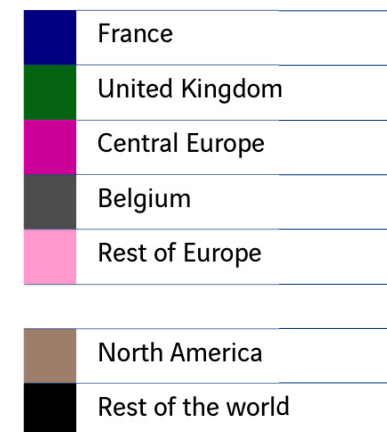 France
United Kingdom
Central Europe
Belgium
Rest of Europe
North America
Rest of the world